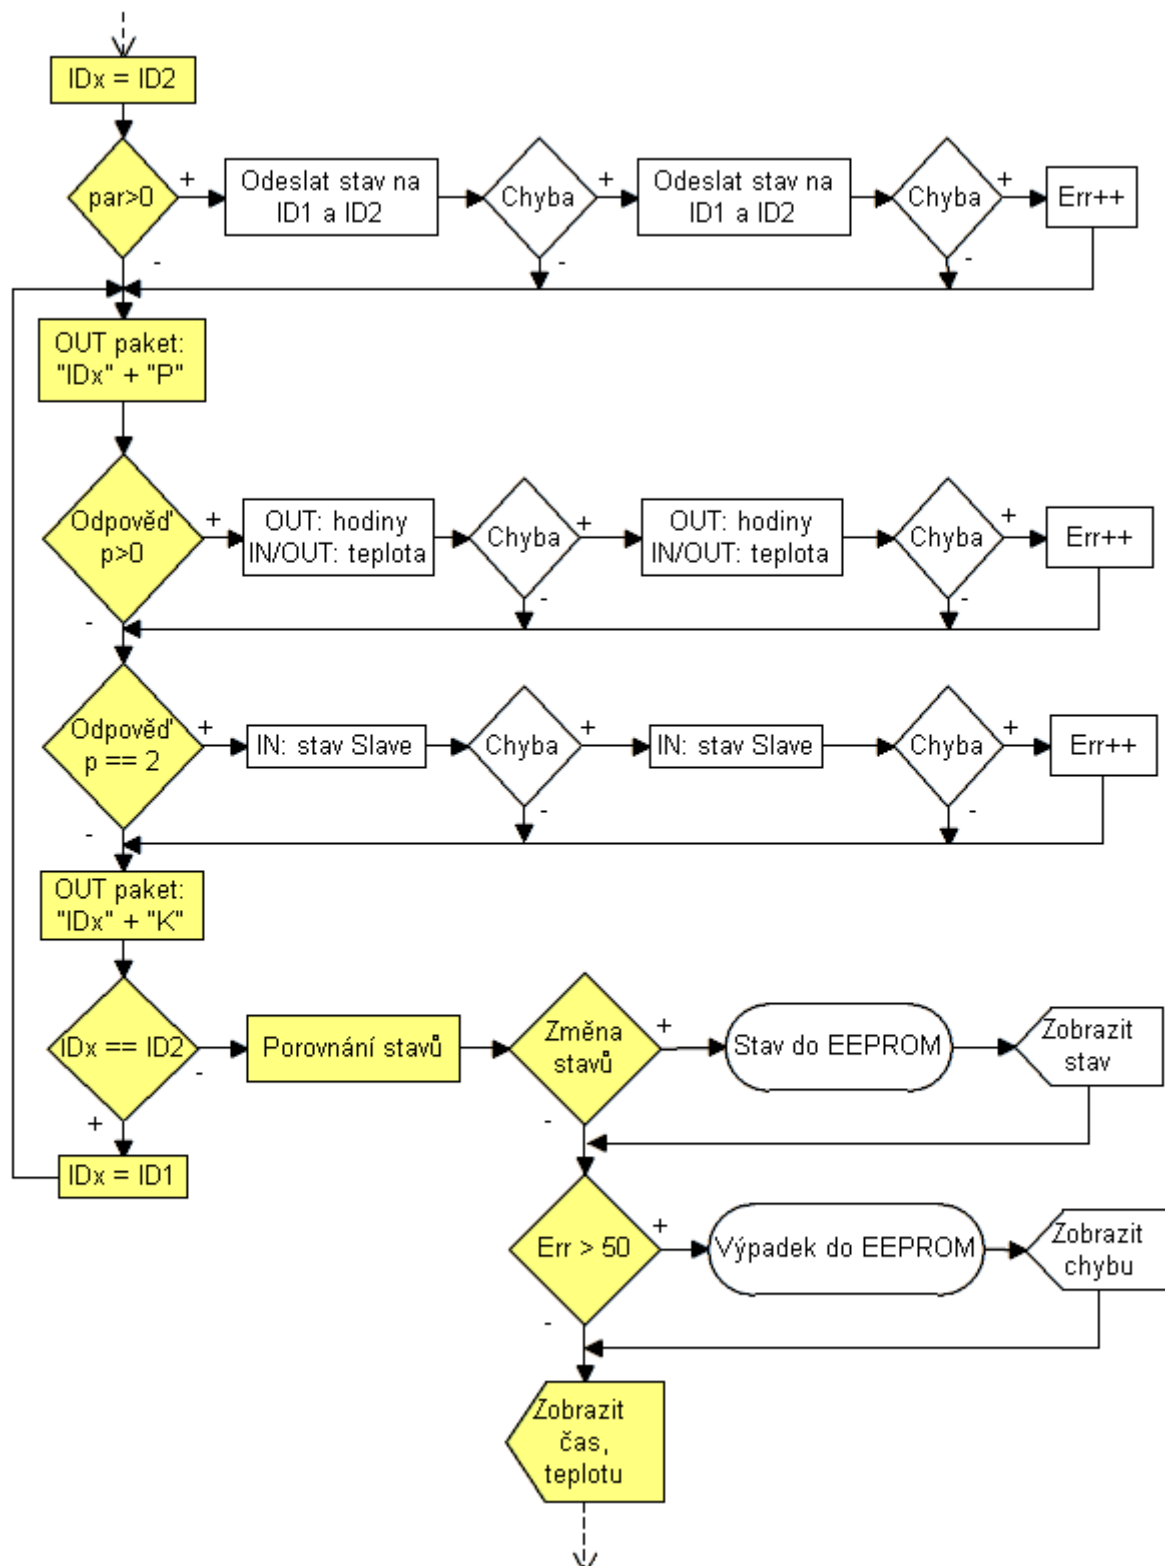 IDx = ID2
par>0
+
Odeslat stav na
ID1 a ID2
Chyba
+
Odeslat stav na
ID1 a ID2
Chyba
+
Err++
-
-
-
OUT paket:
"IDx" + "P"
Odpověď
p>0
+
OUT: hodiny
IN/OUT: teplota
Chyba
+
OUT: hodiny
IN/OUT: teplota
Chyba
+
Err++
-
-
-
Odpověď
p == 2
+
IN: stav Slave
Chyba
+
IN: stav Slave
Chyba
+
Err++
-
-
-
OUT paket:
"IDx" + "K"
IDx == ID2
-
Porovnání stavů
Změna
stavů
+
Stav do EEPROM
Zobrazit
stav
+
-
IDx = ID1
Err > 50
+
Výpadek do EEPROM
Zobrazit
chybu
-
Zobrazit
čas,
teplotu